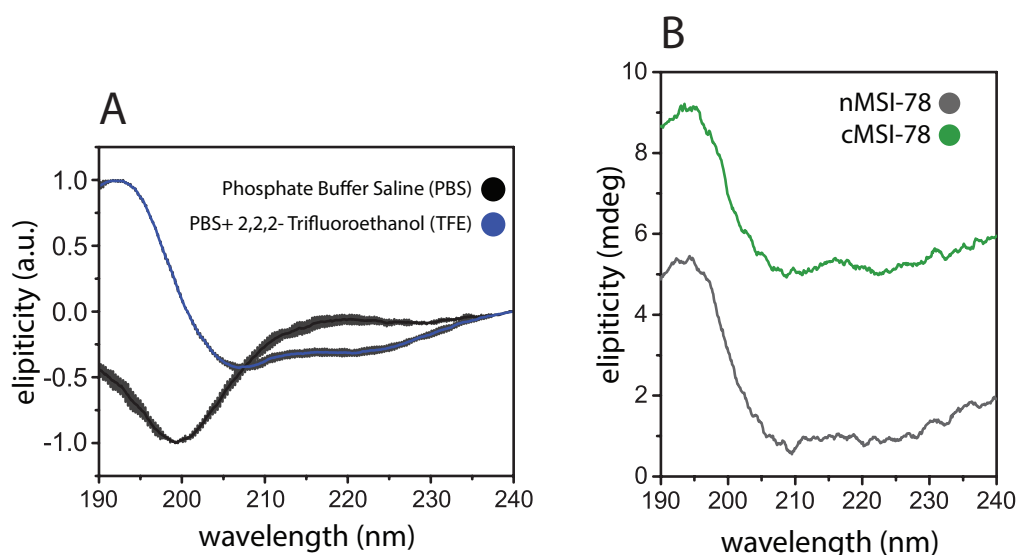 A
1.0
0.5
0.0
-0.5
-1.0
elipiticity (a.u.)
Phosphate Buffer Saline (PBS)
PBS+ 2,2,2- Trifluoroethanol (TFE)
190 200 210 220 230 240
wavelength (nm)
B
10
8
6
4
2
0
elipiticity (mdeg)
nMSI-78
cMSI-78
190 200 210 220 230 240
wavelength (nm)